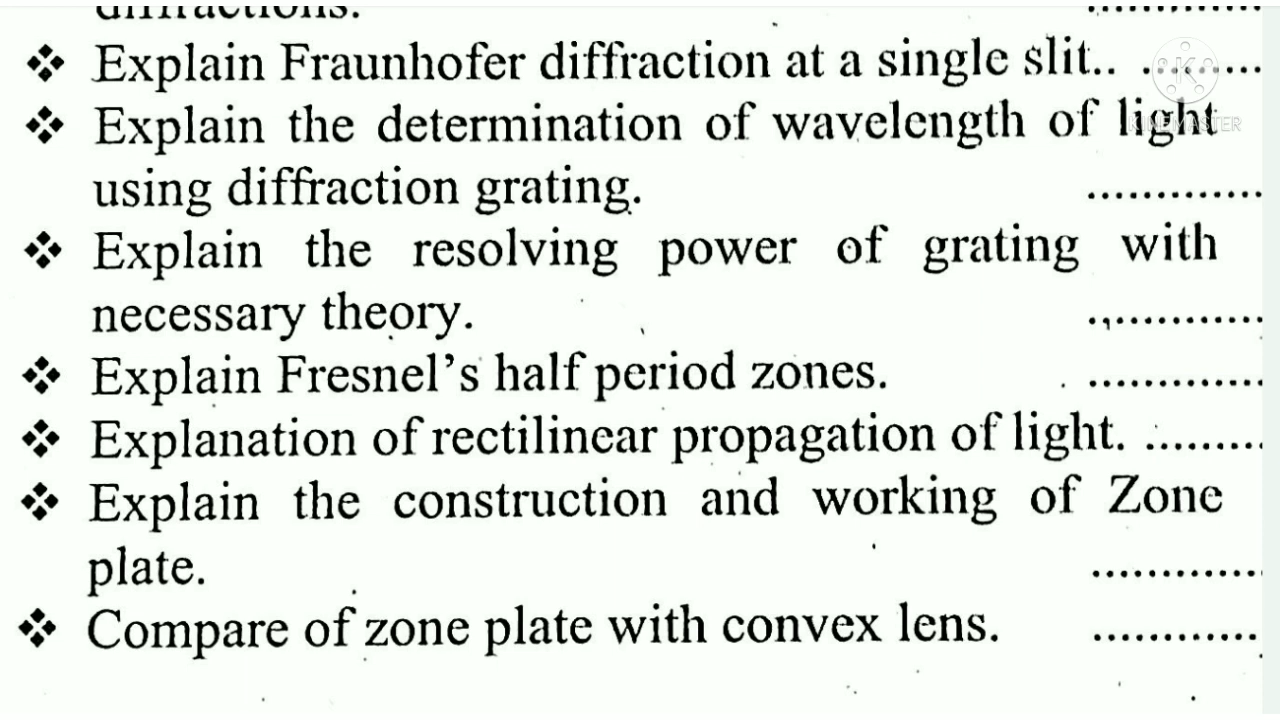 diffractions. .............
❖ Explain Fraunhofer diffraction at a single slit.. .........
❖ Explain the determination of wavelength of light
KINEMASTER
using diffraction grating. .............
❖ Explain the resolving power of grating with
necessary theory. .............
❖ Explain Fresnel's half period zones. .............
❖ Explanation of rectilinear propagation of light. .........
❖ Explain the construction and working of Zone
plate. .............
❖ Compare of zone plate with convex lens. ............